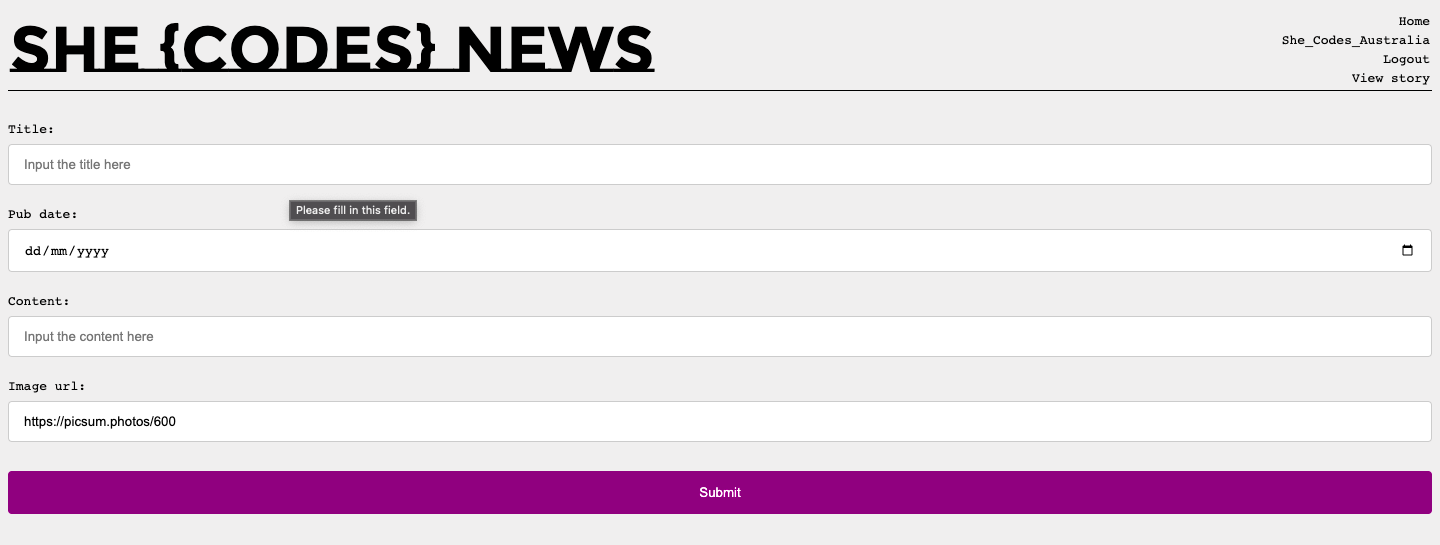 SHE {CODES} NEWS
Home
She_Codes_Australia
Logout
View story
Title:
Input the title here
Please fill in this field.
Pub date:
dd/mm/yyyy
Content:
Input the content here
Image url:
https://picsum.photos/600
Submit